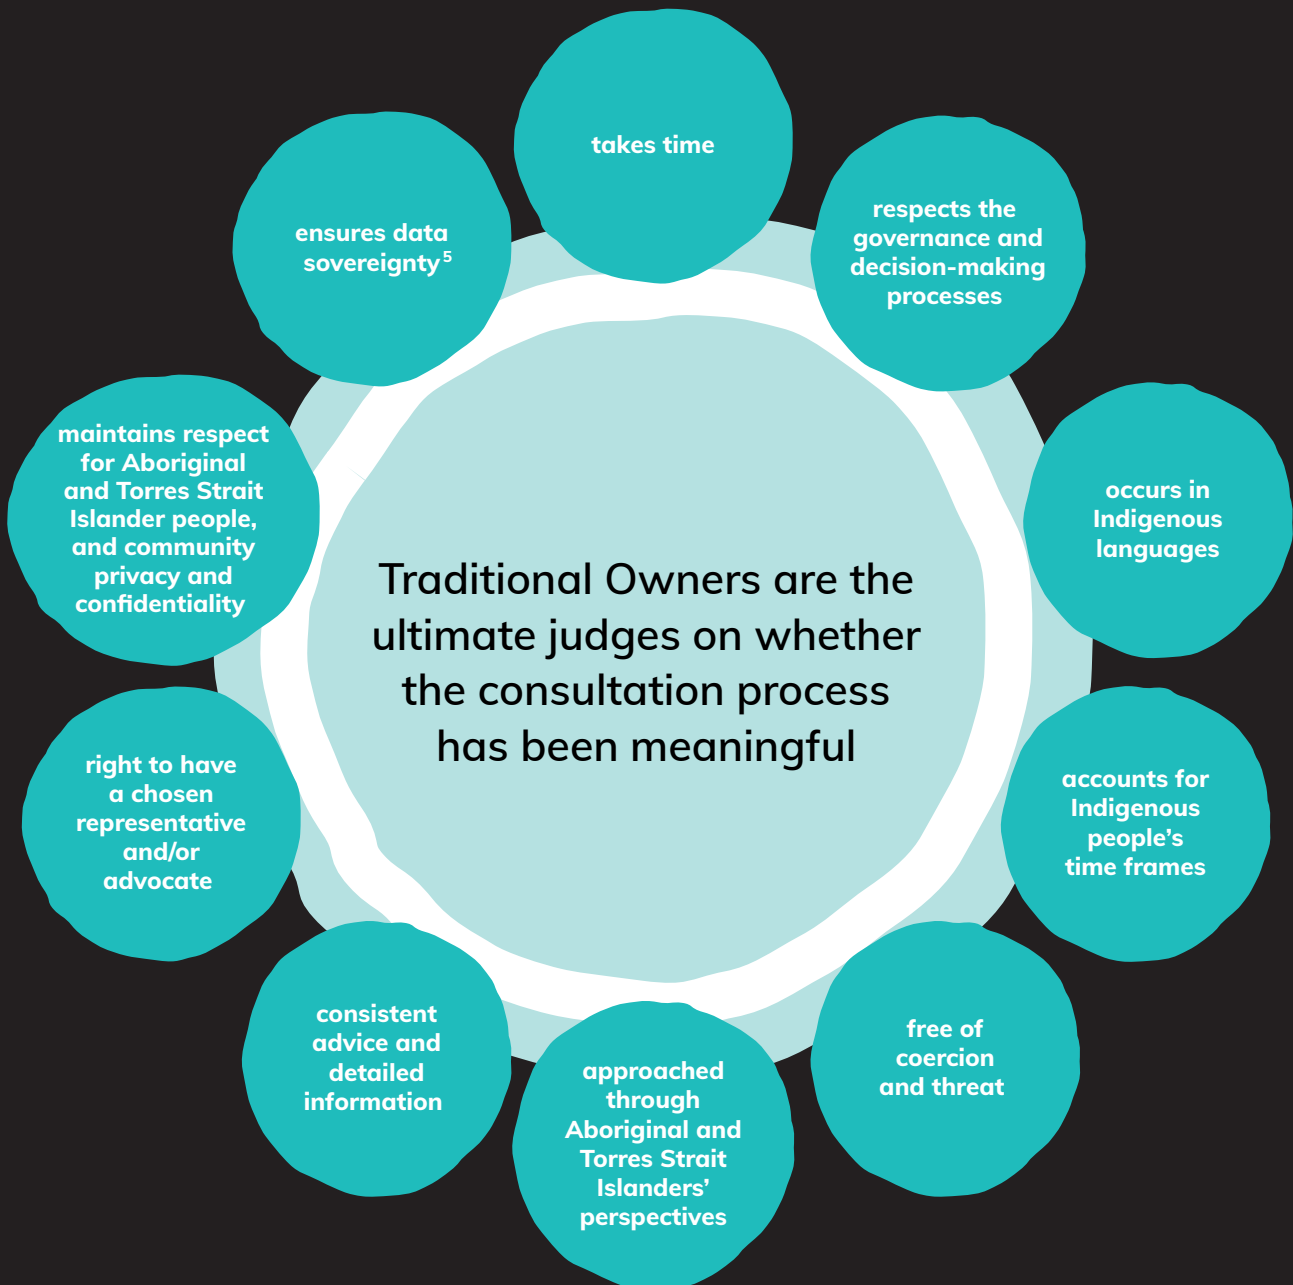 takes time
respects the
governance and
decision-making
processes
occurs in
Indigenous
languages
accounts for
Indigenous
people’s
time frames
free of
coercion
and threat
approached
through
Aboriginal and
Torres Strait
Islanders’
perspectives
consistent
advice and
detailed
information
right to have
a chosen
representative
and/or
advocate
maintains respect
for Aboriginal
and Torres Strait
Islander people,
and community
privacy and
confidentiality
ensures data
sovereignty⁵
Traditional Owners are the
ultimate judges on whether
the consultation process
has been meaningful